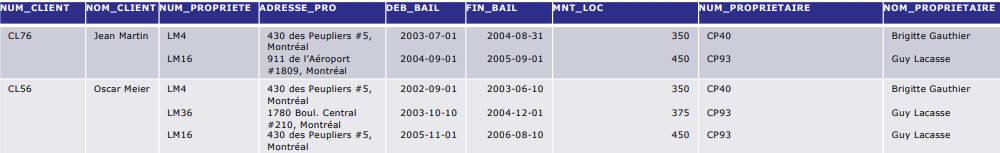 NUM_CLIENT NOM_CLIENT NUM_PROPRIETE ADRESSE_PRO DEB_BAIL FIN_BAIL MNT_LOC NUM_PROPRIETAIRE NOM_PROPRIETAIRE
CL76 Jean Martin LM4 430 des Peupliers #5, 2003-07-01 2004-08-31 350 CP40 Brigitte Gauthier
Montréal
LM16 911 de l'Aéroport 2004-09-01 2005-09-01 450 CP93 Guy Lacasse
#1809, Montréal
CL56 Oscar Meier LM4 430 des Peupliers #5, 2002-09-01 2003-06-10 350 CP40 Brigitte Gauthier
Montréal
LM36 1780 Boul. Central 2003-10-10 2004-12-01 375 CP93 Guy Lacasse
#210, Montréal
LM16 430 des Peupliers #5, 2005-11-01 2006-08-10 450 CP93 Guy Lacasse
Montréal